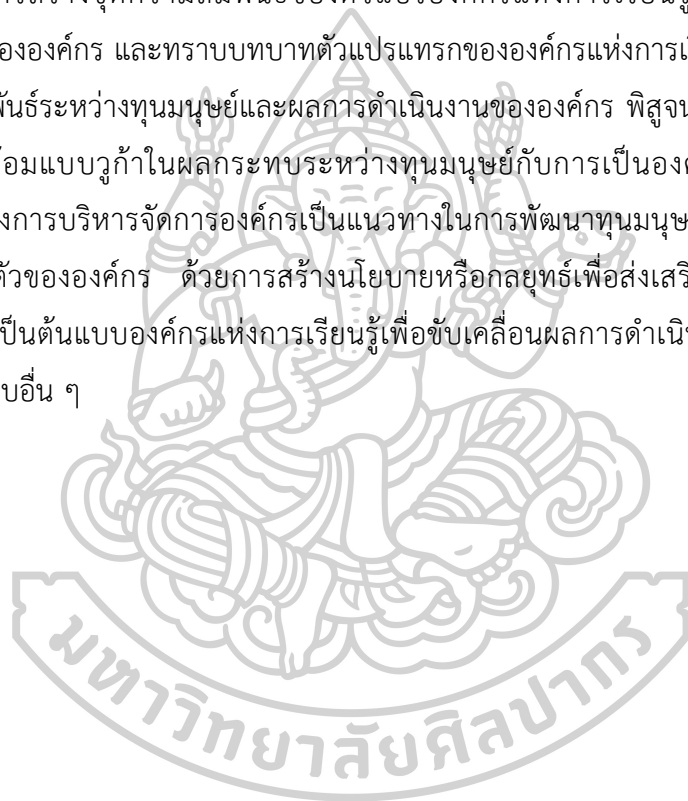 ององค์กร และทราบบทบาทตัวแปรแทรกขององค์กรแห่งการเ
พันธ์ระหว่างทุนมนุษย์และผลการดำเนินงานขององค์กร พิสูจน
้อมแบบวูก้าในผลกระทบระหว่างทุนมนุษย์กับการเป็นองค
งการบริหารจัดการองค์กรเป็นแนวทางในการพัฒนาทุนมนุษ
ตัวขององค์กร ด้วยการสร้างนโยบายหรือกลยุทธ์เพื่อส่งเสริ
ป็นต้นแบบองค์กรแห่งการเรียนรู้เพื่อขับเคลื่อนผลการดำเนิน
บอื่น ๆ
มหาวิทยาลัยศิลปากร